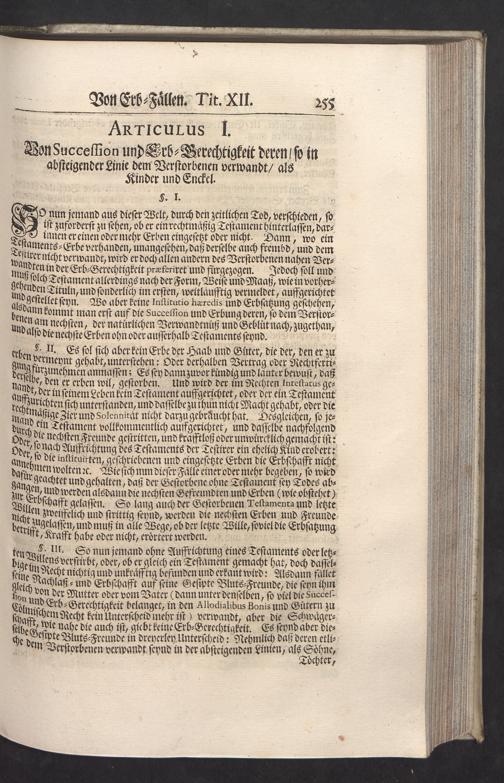 Von Erb-Fällen. Tit. XII. 255
ARTICULUS I.
Von Succession und Erb-Gerechtigkeit deren/ so in
absteigender Linie dem Verstorbenen verwandt/ als
Kinder und Enckel.
§. I.
SO nun jemand aus dieser Welt, durch den zeitlichen Tod, verschieden, so
ist zuforderst zu sehen, ob er ein rechtmäßig Testament hinterlassen, dar-
innen er einen oder mehr Erben eingesetzt oder nicht. Dann, wo ein
Testaments-Erbe verhanden, unangesehen, daß derselbe auch frembd, und dem
Testirer nicht verwandt, wird er doch allen andern des Verstorbenen nahen Ver-
wandten in der Erb-Gerechtigkeit præferiret und fürgezogen. Jedoch soll und
muß solch Testament allerdings nach der Form, Weise und Maaß, wie in vorher-
gehenden Tituln, und sonderlich im ersten, weitläufftig vermeldet, auffgerichtet
und gestellet seyn. Wo aber keine Institutio hæredis und Erbsatzung geschehen,
alsdann kommt man erst auf die Succession und Erbung deren, so dem Verstor-
benen am nechsten, der natürlichen Verwandtnüß und Geblüt nach, zugethan,
und also die nechste Erben ohn oder ausserhalb Testaments seynd.
§. II. Es sol sich aber kein Erbe der Haab und Güter, die der, den er zu
erben vermeynt gehabt, unterstehen: Oder derhalben Vertrag oder Rechtferti-
gung fürzunehmen anmassen; Es sey dann zuvor kündig und lauter bewust, daß
derselbe, den er erben will, gestorben. Und wird der im Rechten Intestatus ge-
nandt, der in seinem Leben kein Testament auffgerichtet, oder der ein Testament
auffzurichten sich unterstanden, und dasselbe zu thun nicht Macht gehabt, oder die
rechtmäßige Zier und Solennität nicht darzu gebraucht hat. Desgleichen, so je-
mand ein Testament vollkommentlich auffgerichtet, und dasselbe nachfolgend
durch die nechsten Freunde gestritten, und krafftloß oder unwürcklich gemacht ist:
Oder, so nach Auffrichtung des Testaments der Testirer ein ehelich Kind erobert:
Oder, so die instituirten, geschriebenen und eingesetzte Erben die Erbschafft nicht
annehmen wolten ꝛc. Wie sich nun dieser Fälle einer oder mehr begeben, so wird
dafür geachtet und gehalten, daß der Gestorbene ohne Testament sey Todes ab-
gangen, und werden alsdann die nechsten Gefreundten und Erben (wie obstehet)
zur Erbschafft gelassen. So lang auch der Gestorbenen Testamenta und letzte
Willen zweifflich und strittig seynd, werden die nechsten Erben und Freunde
nicht zugelassen, und muß in alle Wege, ob der letzte Wille, soviel die Erbsatzung
betrifft, Krafft habe oder nicht, erörtert werden.
§. III. So nun jemand ohne Auffrichtung eines Testaments oder letz-
ten Willens verstirbt, oder, ob er gleich ein Testament gemacht hat, doch dassel-
bige im Recht nichtig und unkräfftig befunden und erkant wird: Alsdann fället
seine Nachlaß- und Erbschafft auf seine Gesipte Bluts-Freunde, die seyn ihm
gleich von der Mutter oder vom Vater (dann unter denselben, so viel die Succes-
sion und Erb-Gerechtigkeit belanget, in den Allodialibus Bonis und Gütern zu
Cöllnischem Recht kein Unterscheid mehr ist) verwandt, aber die Schwäger-
schafft, wie nahe die auch ist, giebt keine Erb-Gerechtigkeit. Es seynd aber die-
selbe Gesipte Bluts-Freunde in dreyerley Unterscheid: Nehmlich daß deren etli-
che dem Verstorbenen verwandt seynd in der absteigenden Linien, als Söhne,
Töchter,